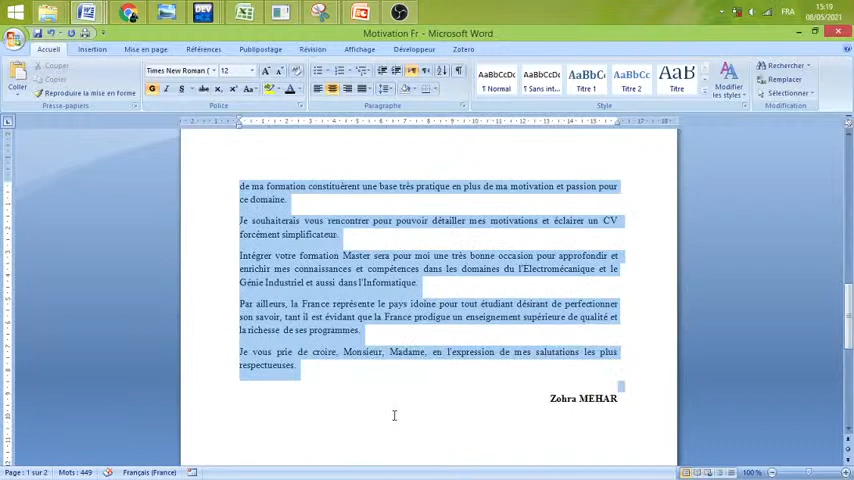 FR
15:19
08/05/2021
Motivation Fr - Microsoft Word
Accueil Insertion Mise en page Références Publipostage Révision Affichage Développeur Zotero
Coller
Couper
Copier
Reproduire la mise en forme
Presse-papiers
Times New Roman ( 12
G I S abc x₂ x² Aa
Police
Paragraphe
AaBbCcDc AaBbCcDc AaBbCc AaBbCc AaB
¶ Normal ¶ Sans int... Titre 1 Titre 2 Titre
Modifier les styles
Style
Rechercher
Remplacer
Sélectionner
Modification
de ma formation constituèrent une base très pratique en plus de ma motivation et passion pour
ce domaine.
Je souhaiterais vous rencontrer pour pouvoir détailler mes motivations et éclairer un CV
forcément simplificateur.
Intégrer votre formation Master sera pour moi une très bonne occasion pour approfondir et
enrichir mes connaissances et compétences dans les domaines du l'Electromécanique et le
Génie Industriel et aussi dans l'Informatique.
Par ailleurs, la France représente le pays idoine pour tout étudiant désirant de perfectionner
son savoir, tant il est évidant que la France prodigue un enseignement supérieure de qualité et
la richesse de ses programmes.
Je vous prie de croire, Monsieur, Madame, en l'expression de mes salutations les plus
respectueuses.
Zohra MEHAR
Page : 1 sur 2 Mots : 449 Français (France) 100 %